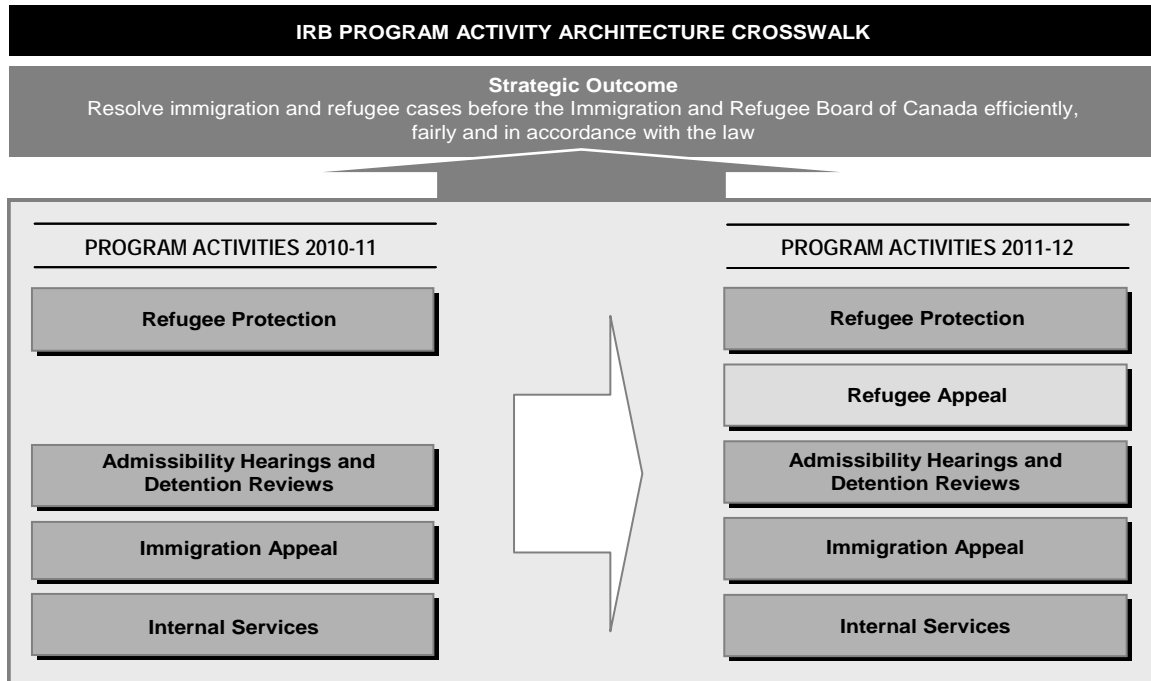 IRB PROGRAM ACTIVITY ARCHITECTURE CROSSWALK
Strategic Outcome
Resolve immigration and refugee cases before the Immigration and Refugee Board of Canada efficiently,
fairly and in accordance with the law
PROGRAM ACTIVITIES 2010-11
Refugee Protection
Admissibility Hearings and
Detention Reviews
Immigration Appeal
Internal Services
PROGRAM ACTIVITIES 2011-12
Refugee Protection
Refugee Appeal
Admissibility Hearings and
Detention Reviews
Immigration Appeal
Internal Services